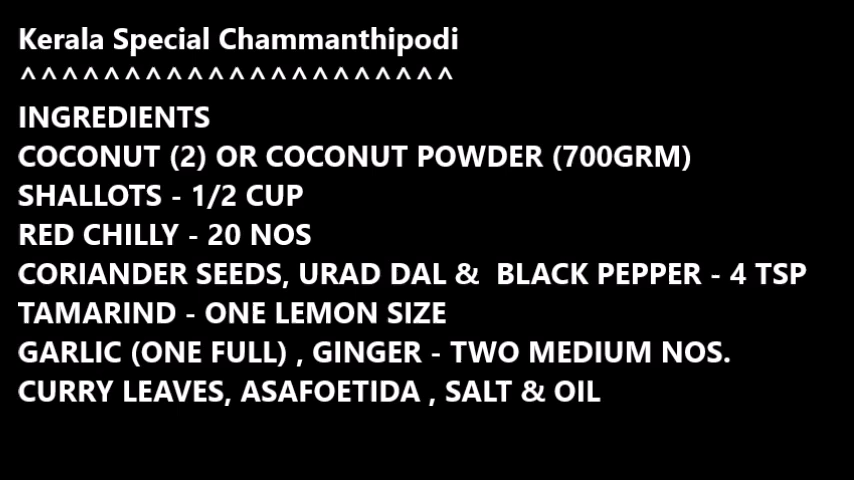 Kerala Special Chammanthipodi
^^^^^^^^^^^^^^^^^^^^^
INGREDIENTS
COCONUT (2) OR COCONUT POWDER (700GRM)
SHALLOTS - 1/2 CUP
RED CHILLY - 20 NOS
CORIANDER SEEDS, URAD DAL &  BLACK PEPPER - 4 TSP
TAMARIND - ONE LEMON SIZE
GARLIC (ONE FULL) , GINGER - TWO MEDIUM NOS.
CURRY LEAVES, ASAFOETIDA , SALT & OIL